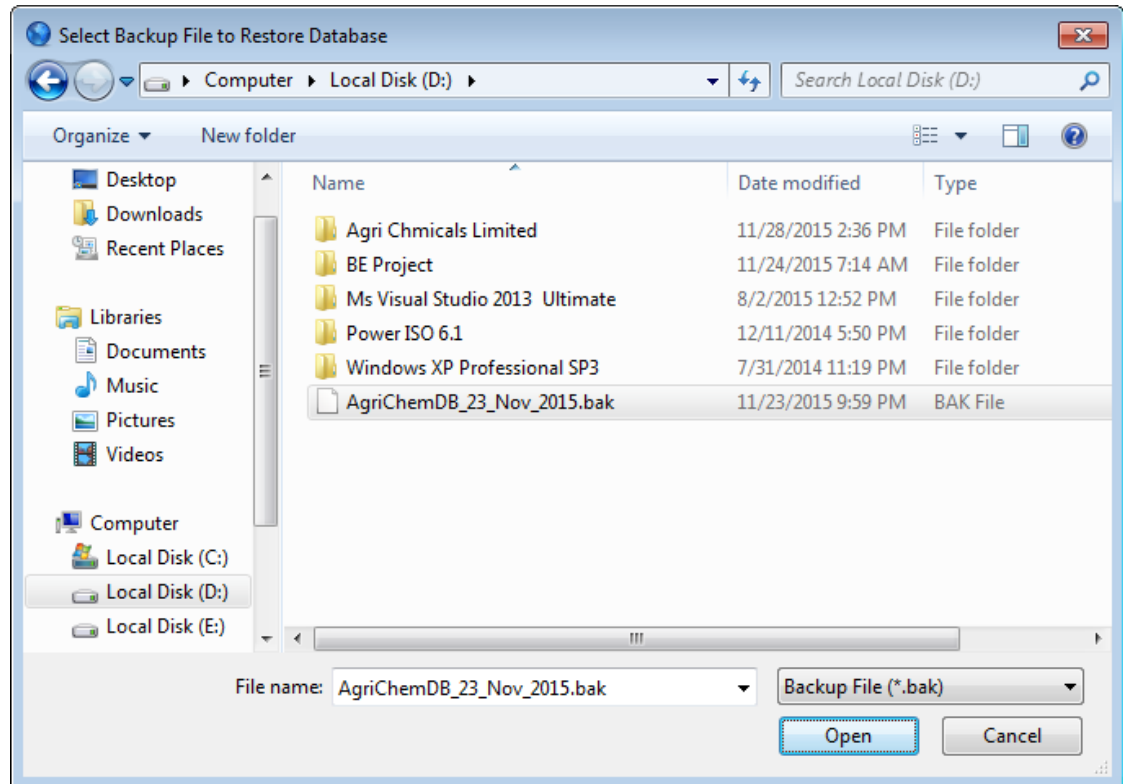 Select Backup File to Restore Database
Computer Local Disk (D:)
Search Local Disk (D:)
Organize New folder
Desktop
Downloads
Recent Places
Libraries
Documents
Music
Pictures
Videos
Computer
Local Disk (C:)
Local Disk (D:)
Local Disk (E:)
Name Date modified Type
Agri Chmicals Limited 11/28/2015 2:36 PM File folder
BE Project 11/24/2015 7:14 AM File folder
Ms Visual Studio 2013 Ultimate 8/2/2015 12:52 PM File folder
Power ISO 6.1 12/11/2014 5:50 PM File folder
Windows XP Professional SP3 7/31/2014 11:19 PM File folder
AgriChemDB_23_Nov_2015.bak 11/23/2015 9:59 PM BAK File
File name: AgriChemDB_23_Nov_2015.bak Backup File (*.bak)
Open Cancel